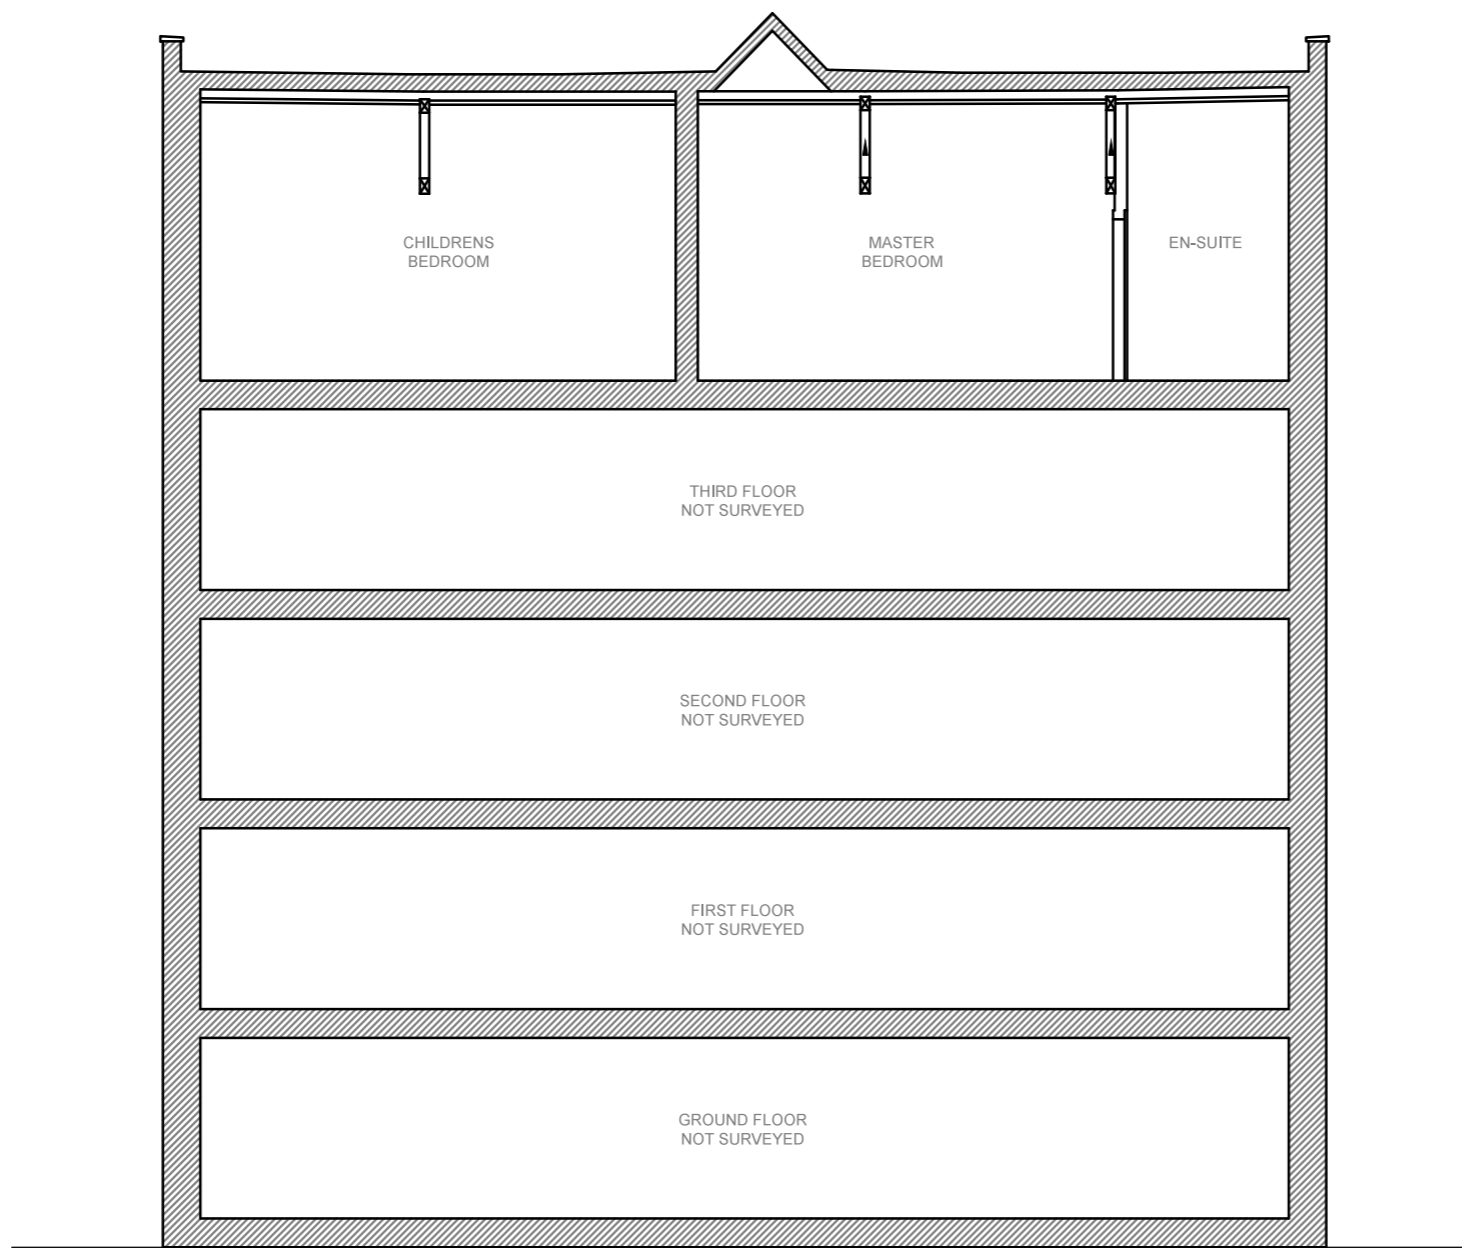 CHILDRENS
BEDROOM
MASTER
BEDROOM
EN-SUITE
THIRD FLOOR
NOT SURVEYED
SECOND FLOOR
NOT SURVEYED
FIRST FLOOR
NOT SURVEYED
GROUND FLOOR
NOT SURVEYED